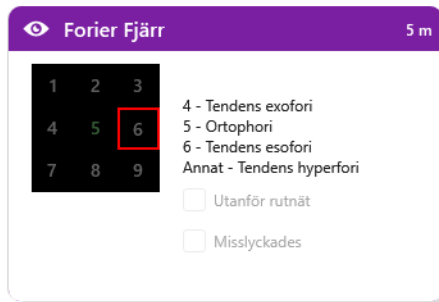 Forier Fjärr
5 m
1 2 3
4 5 6
7 8 9
4 - Tendens exofori
5 - Ortophori
6 - Tendens esofori
Annat - Tendens hyperfori
Utanför rutnät
Misslyckades